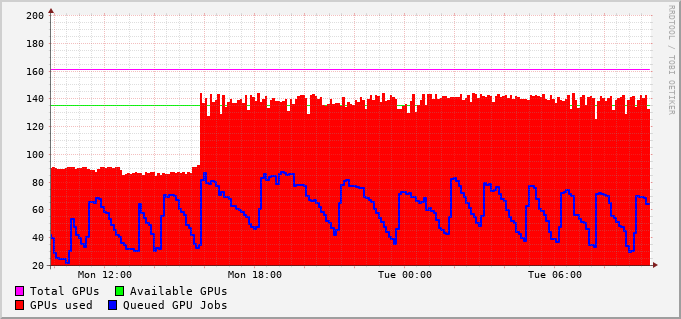 RRDTOOL / TOBI OETIKER
200
180
160
140
120
100
80
60
40
20
Mon 12:00 Mon 18:00 Tue 00:00 Tue 06:00
Total GPUs Available GPUs
GPUs used Queued GPU Jobs